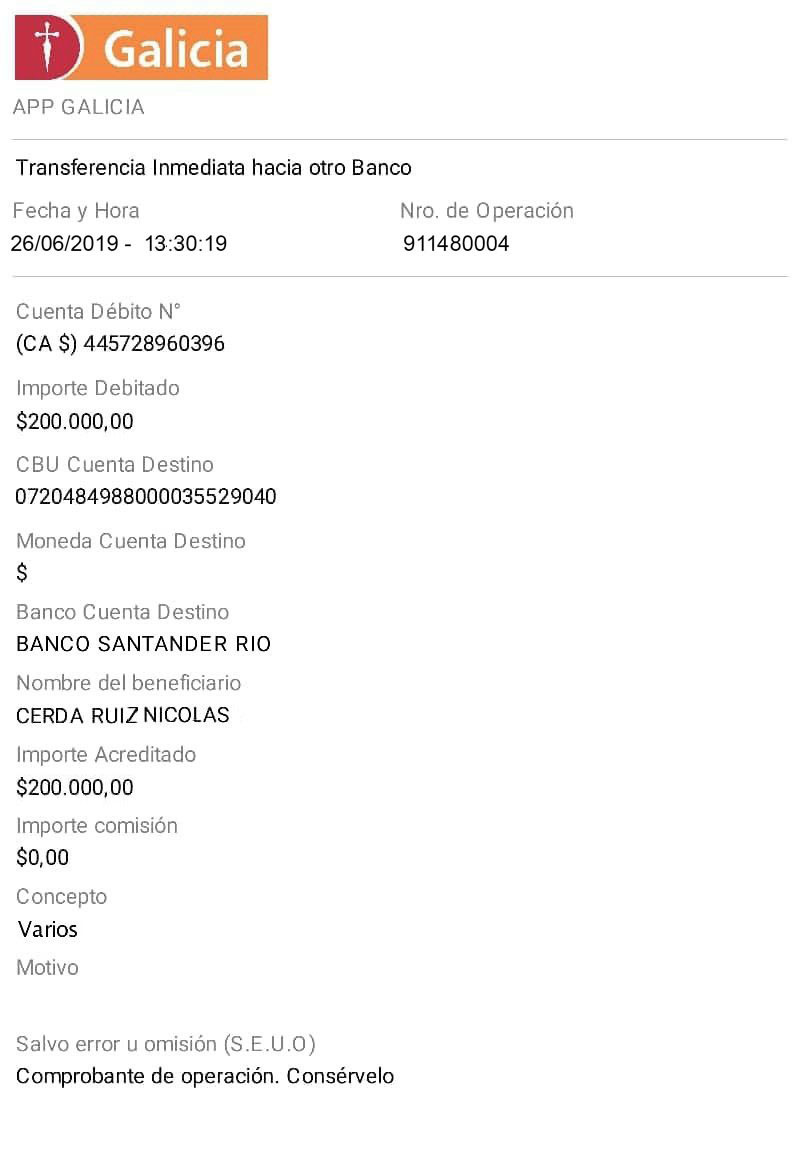 Galicia
APP GALICIA
Transferencia Inmediata hacia otro Banco
Fecha y Hora
Nro. de Operación
26/06/2019 - 13:30:19
911480004
Cuenta Débito N°
(CA $) 445728960396
Importe Debitado
$200.000,00
CBU Cuenta Destino
0720484988000035529040
Moneda Cuenta Destino
$
Banco Cuenta Destino
BANCO SANTANDER RIO
Nombre del beneficiario
CERDA RUIZ NICOLAS
Importe Acreditado
$200.000,00
Importe comisión
$0,00
Concepto
Varios
Motivo
Salvo error u omisión (S.E.U.O)
Comprobante de operación. Consérvelo